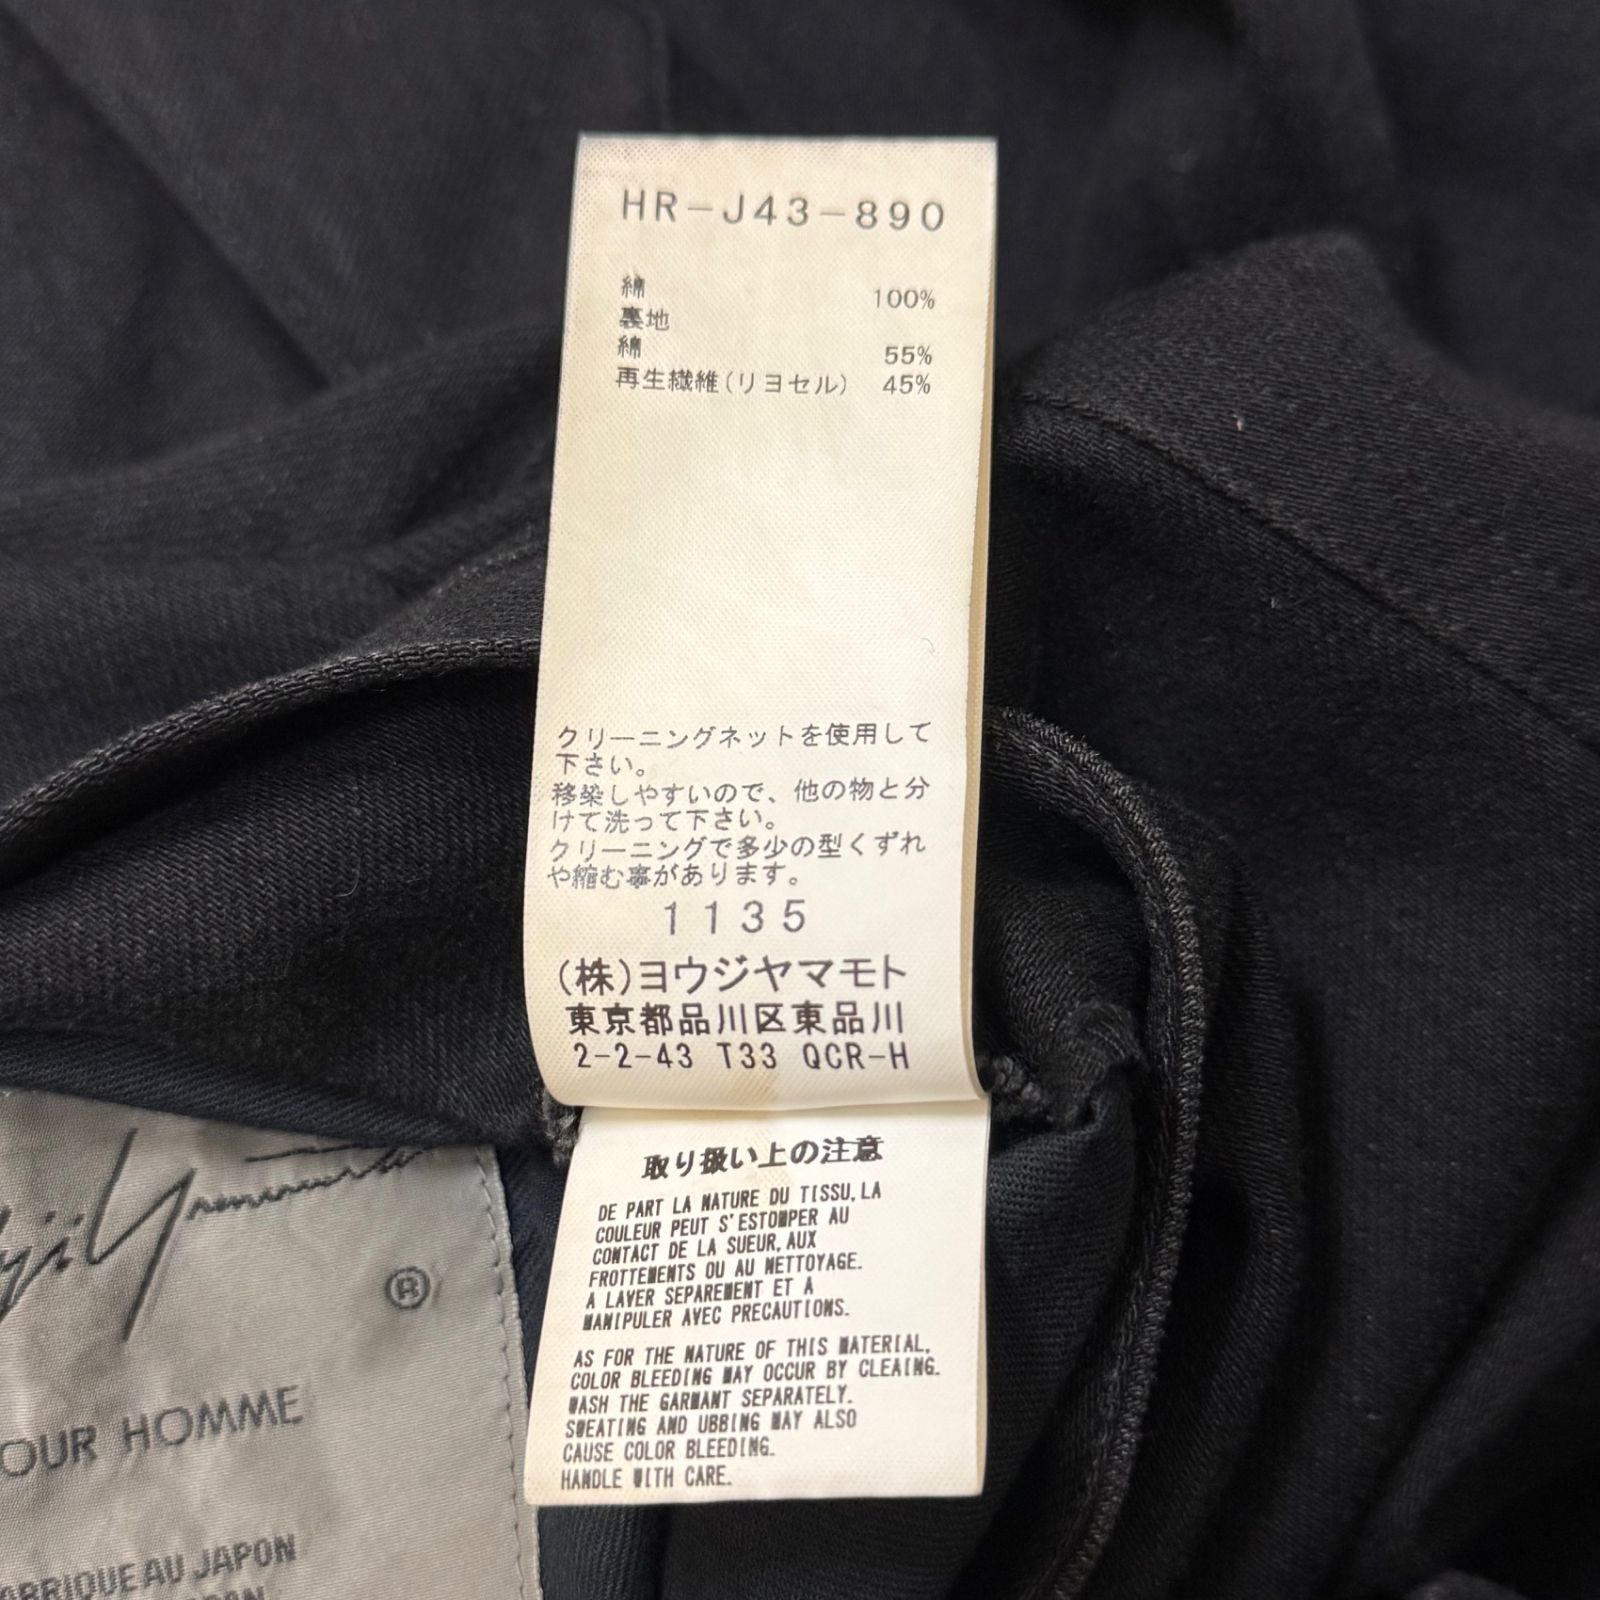 HR-J43-890
綿 100%
裏地
綿 55%
再生繊維(リヨセル) 45%
クリーニングネットを使用して
下さい。
移染しやすいので、他の物と分
けて洗って下さい。
クリーニングで多少の型くずれ
や縮む事があります。
1135
(株)ヨウジヤマモト
東京都品川区東品川
2-2-43 T33 QCR-H
取り扱い上の注意
DE PART LA NATURE DU TISSU, LA
COULEUR PEUT S'ESTOMPER AU
CONTACT DE LA SUEUR, AUX
FROTTEMENTS OU AU NETTOYAGE.
A LAVER SEPAREMENT ET A
MANIPULER AVEC PRECAUTIONS.
AS FOR THE NATURE OF THIS MATERIAL,
COLOR BLEEDING MAY OCCUR BY CLEAING.
WASH THE GARMANT SEPARATELY.
SWEATING AND UBBING MAY ALSO
CAUSE COLOR BLEEDING.
HANDLE WITH CARE.
®
OUR HOMME
ABRIQUE AU JAPON